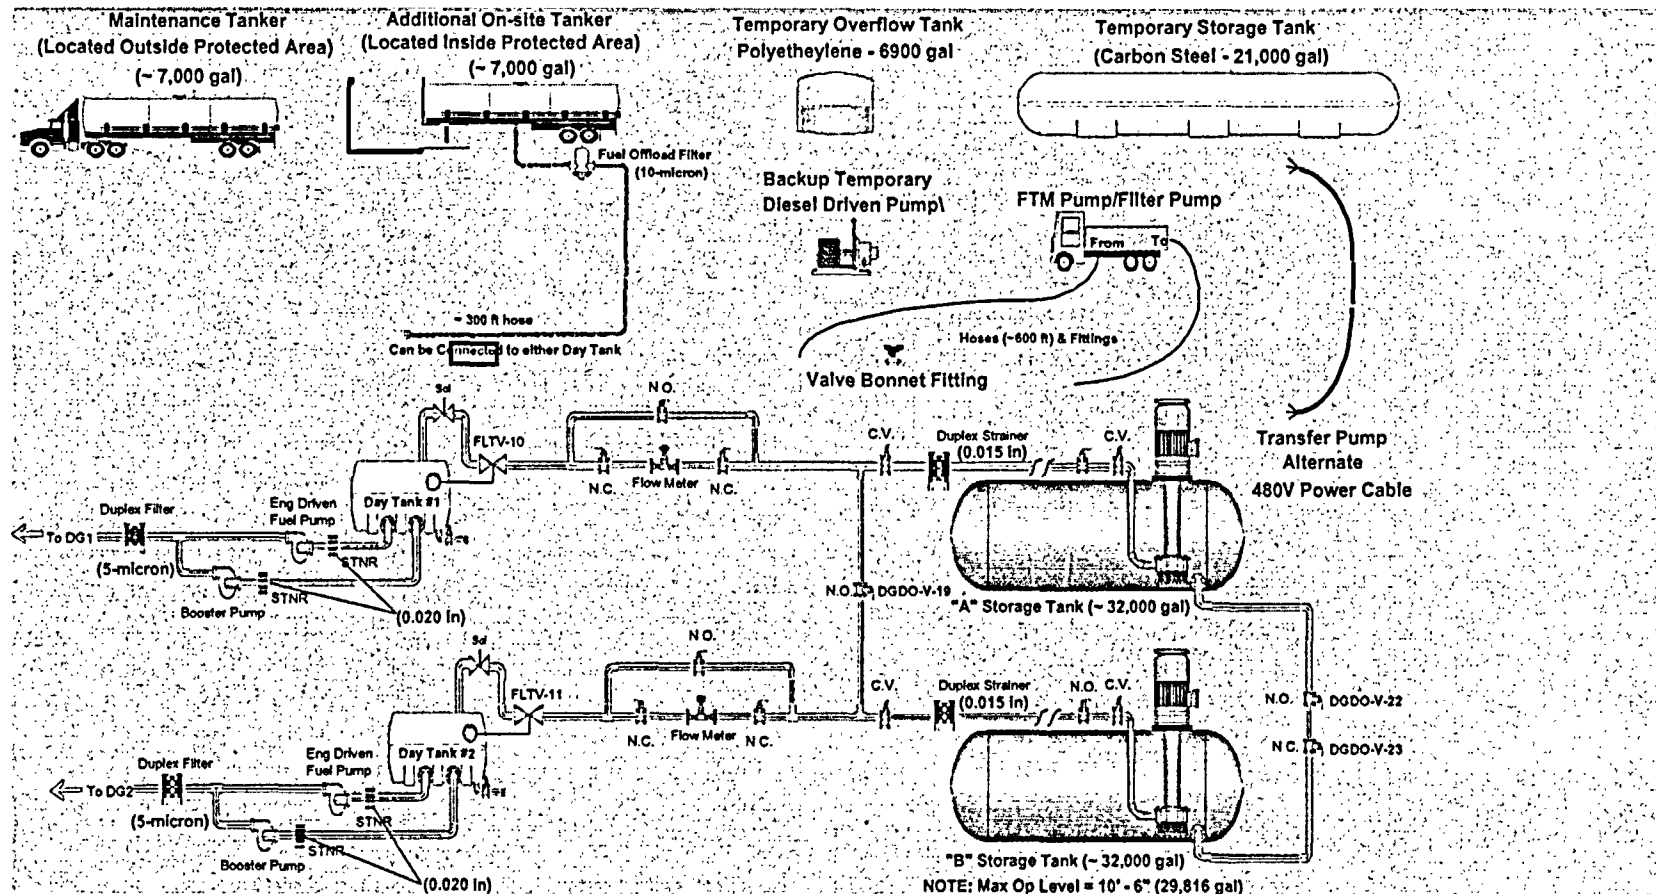 Maintenance Tanker
(Located Outside Protected Area)
(~ 7,000 gal)
Additional On-site Tanker
(Located Inside Protected Area)
(~ 7,000 gal)
Temporary Overflow Tank
Polyetheylene - 6900 gal
Temporary Storage Tank
(Carbon Steel - 21,000 gal)
Fuel Offload Filter
(10-micron)
Backup Temporary
Diesel Driven Pump\
FTM Pump/Filter Pump
From To
~ 300 ft hose
Can be Connected to either Day Tank
Hoses (~600 ft) & Fittings
Valve Bonnet Fitting
Transfer Pump
Alternate
480V Power Cable
Sol
FLTV-10
N.O.
N.C.
Flow Meter
N.C.
C.V.
Duplex Strainer
(0.015 in)
C.V.
Day Tank #1
Duplex Filter
Eng Driven
Fuel Pump
To DG1
(5-micron)
STNR
STNR
Booster Pump
(0.020 in)
N.O.
DGDO-V-19
"A" Storage Tank (~ 32,000 gal)
Sol
FLTV-11
N.O.
N.C.
Flow Meter
N.C.
C.V.
Duplex Strainer
(0.015 in)
N.O.
C.V.
N.O.
DGDO-V-22
N.C.
DGDO-V-23
Day Tank #2
Duplex Filter
Eng Driven
Fuel Pump
To DG2
(5-micron)
STNR
STNR
Booster Pump
(0.020 in)
"B" Storage Tank (~ 32,000 gal)
NOTE: Max Op Level = 10' - 6" (29,816 gal)